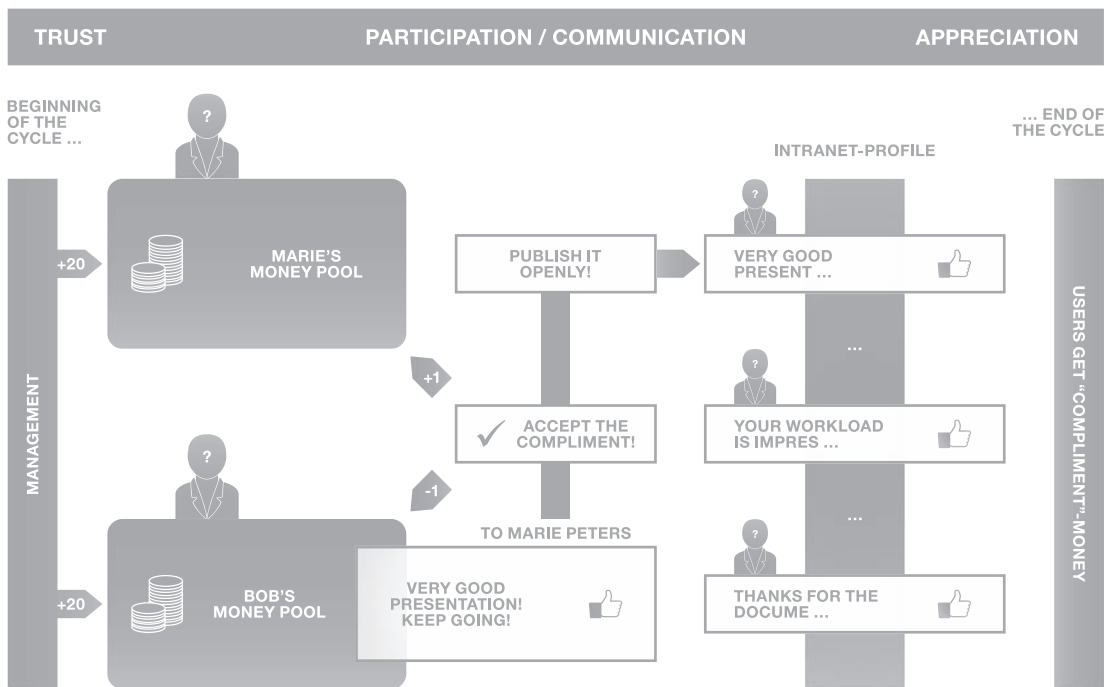 TRUST
PARTICIPATION / COMMUNICATION
APPRECIATION
BEGINNING
OF THE
CYCLE ...
... END OF
THE CYCLE
INTRANET-PROFILE
?
?
MANAGEMENT
+20
MARIE'S
MONEY POOL
PUBLISH IT
OPENLY!
VERY GOOD
PRESENT ...
...
+1
?
ACCEPT THE
COMPLIMENT!
YOUR WORKLOAD
IS IMPRES ...
?
-1
...
TO MARIE PETERS
?
+20
BOB'S
MONEY POOL
VERY GOOD
PRESENTATION!
KEEP GOING!
THANKS FOR THE
DOCUME ...
USERS GET "COMPLIMENT"-MONEY